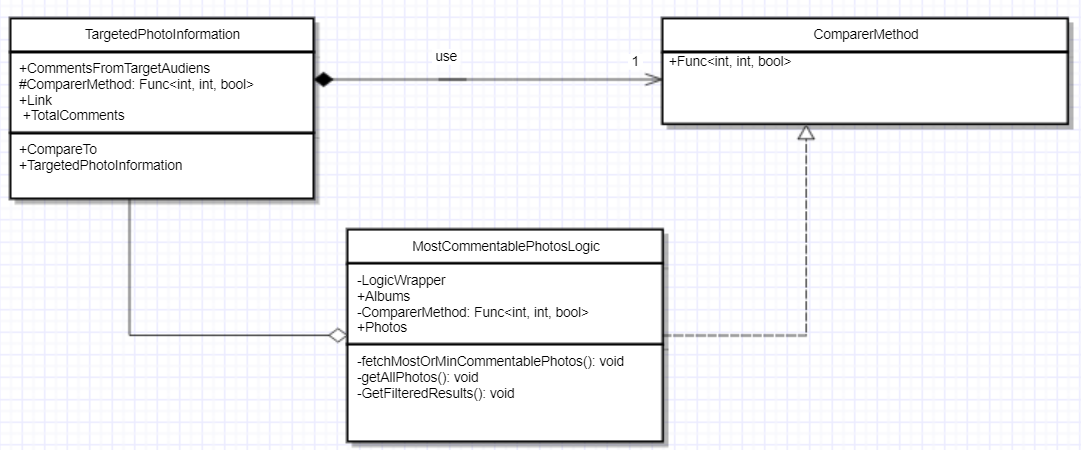 TargetedPhotoInformation
+CommentsFromTargetAudiens
#ComparerMethod: Func<int, int, bool>
+Link
+TotalComments
+CompareTo
+TargetedPhotoInformation
use
1
ComparerMethod
+Func<int, int, bool>
MostCommentablePhotosLogic
-LogicWrapper
+Albums
-ComparerMethod: Func<int, int, bool>
+Photos
-fetchMostOrMinCommentablePhotos(): void
-getAllPhotos(): void
-GetFilteredResults(): void